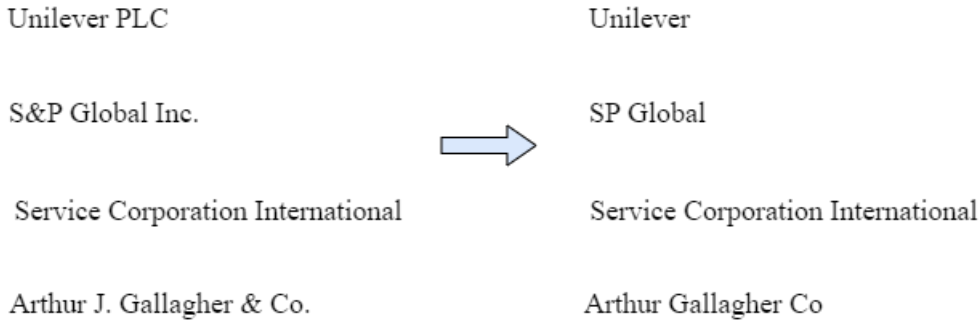 Unilever PLC Unilever
S&P Global Inc. SP Global
Service Corporation International Service Corporation International
Arthur J. Gallagher & Co. Arthur Gallagher Co